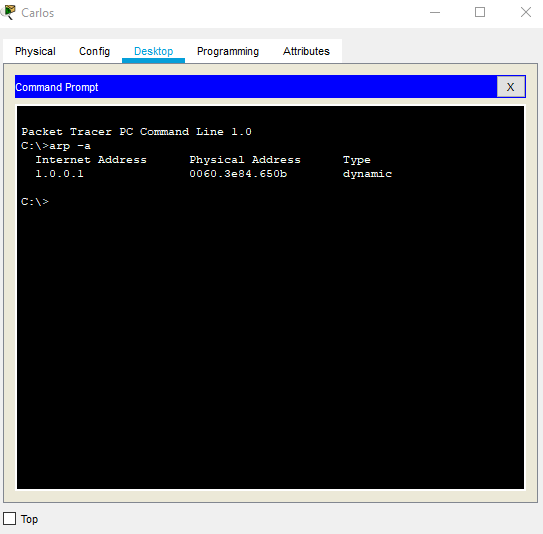 Carlos
Physical Config Desktop Programming Attributes
Command Prompt X
Packet Tracer PC Command Line 1.0
C:\>arp -a
Internet Address Physical Address Type
1.0.0.1 0060.3e84.650b dynamic
C:\>
Top